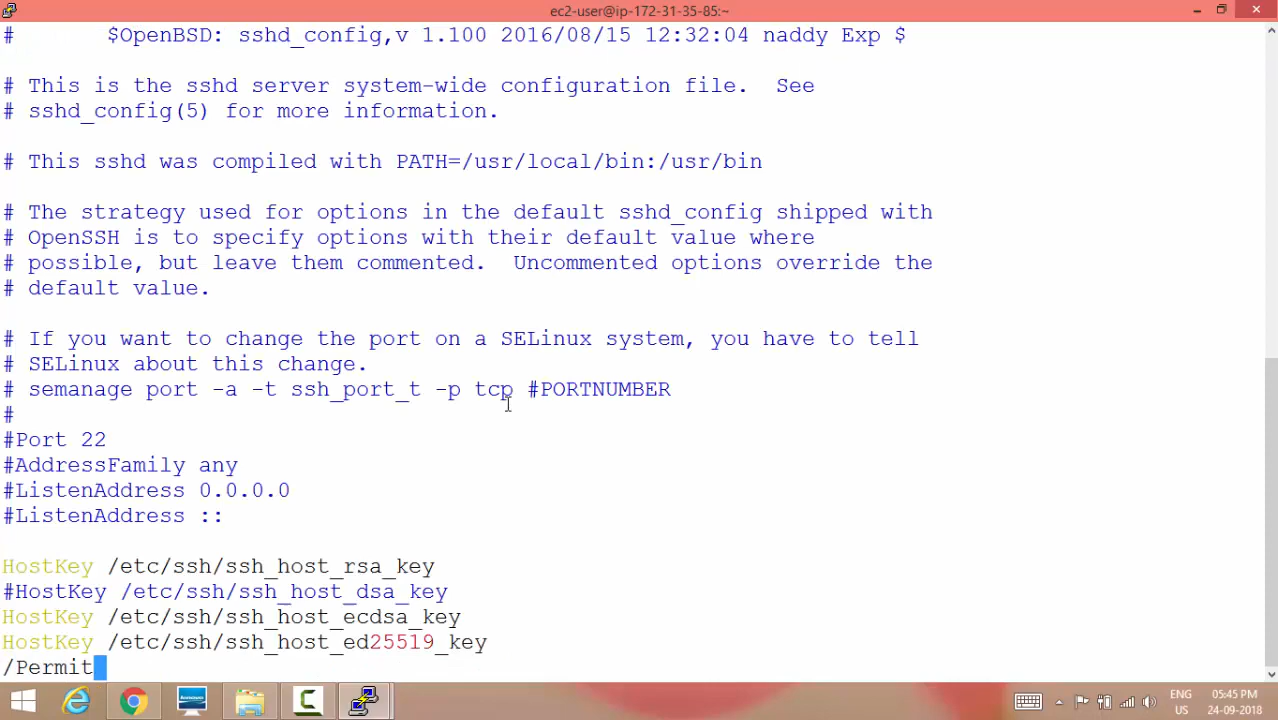 ec2-user@ip-172-31-35-85:~
#       $OpenBSD: sshd_config,v 1.100 2016/08/15 12:32:04 naddy Exp $
# This is the sshd server system-wide configuration file.  See
# sshd_config(5) for more information.
# This sshd was compiled with PATH=/usr/local/bin:/usr/bin
# The strategy used for options in the default sshd_config shipped with
# OpenSSH is to specify options with their default value where
# possible, but leave them commented.  Uncommented options override the
# default value.
# If you want to change the port on a SELinux system, you have to tell
# SELinux about this change.
# semanage port -a -t ssh_port_t -p tcp #PORTNUMBER
#
#Port 22
#AddressFamily any
#ListenAddress 0.0.0.0
#ListenAddress ::
HostKey /etc/ssh/ssh_host_rsa_key
#HostKey /etc/ssh/ssh_host_dsa_key
HostKey /etc/ssh/ssh_host_ecdsa_key
HostKey /etc/ssh/ssh_host_ed25519_key
/Permit
ENG 05:45 PM
US 24-09-2018